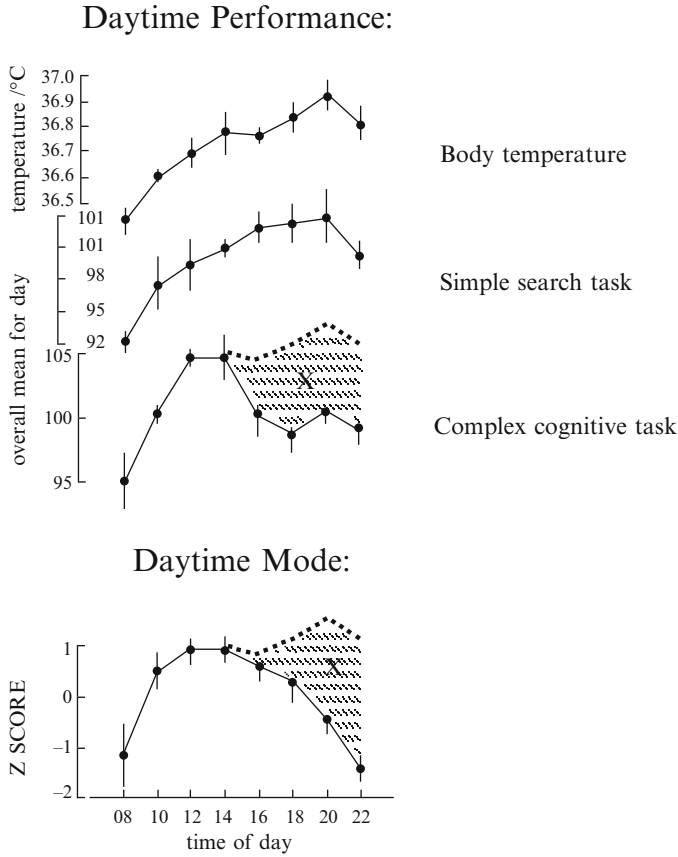 Daytime Performance:
temperature /°C
37.0
36.9
36.8
36.7
36.6
36.5
Body temperature
overall mean for day
101
101
98
95
92
Simple search task
105
100
95
X
Complex cognitive task
Daytime Mode:
Z SCORE
1
0
–1
–2
X
08 10 12 14 16 18 20 22
time of day